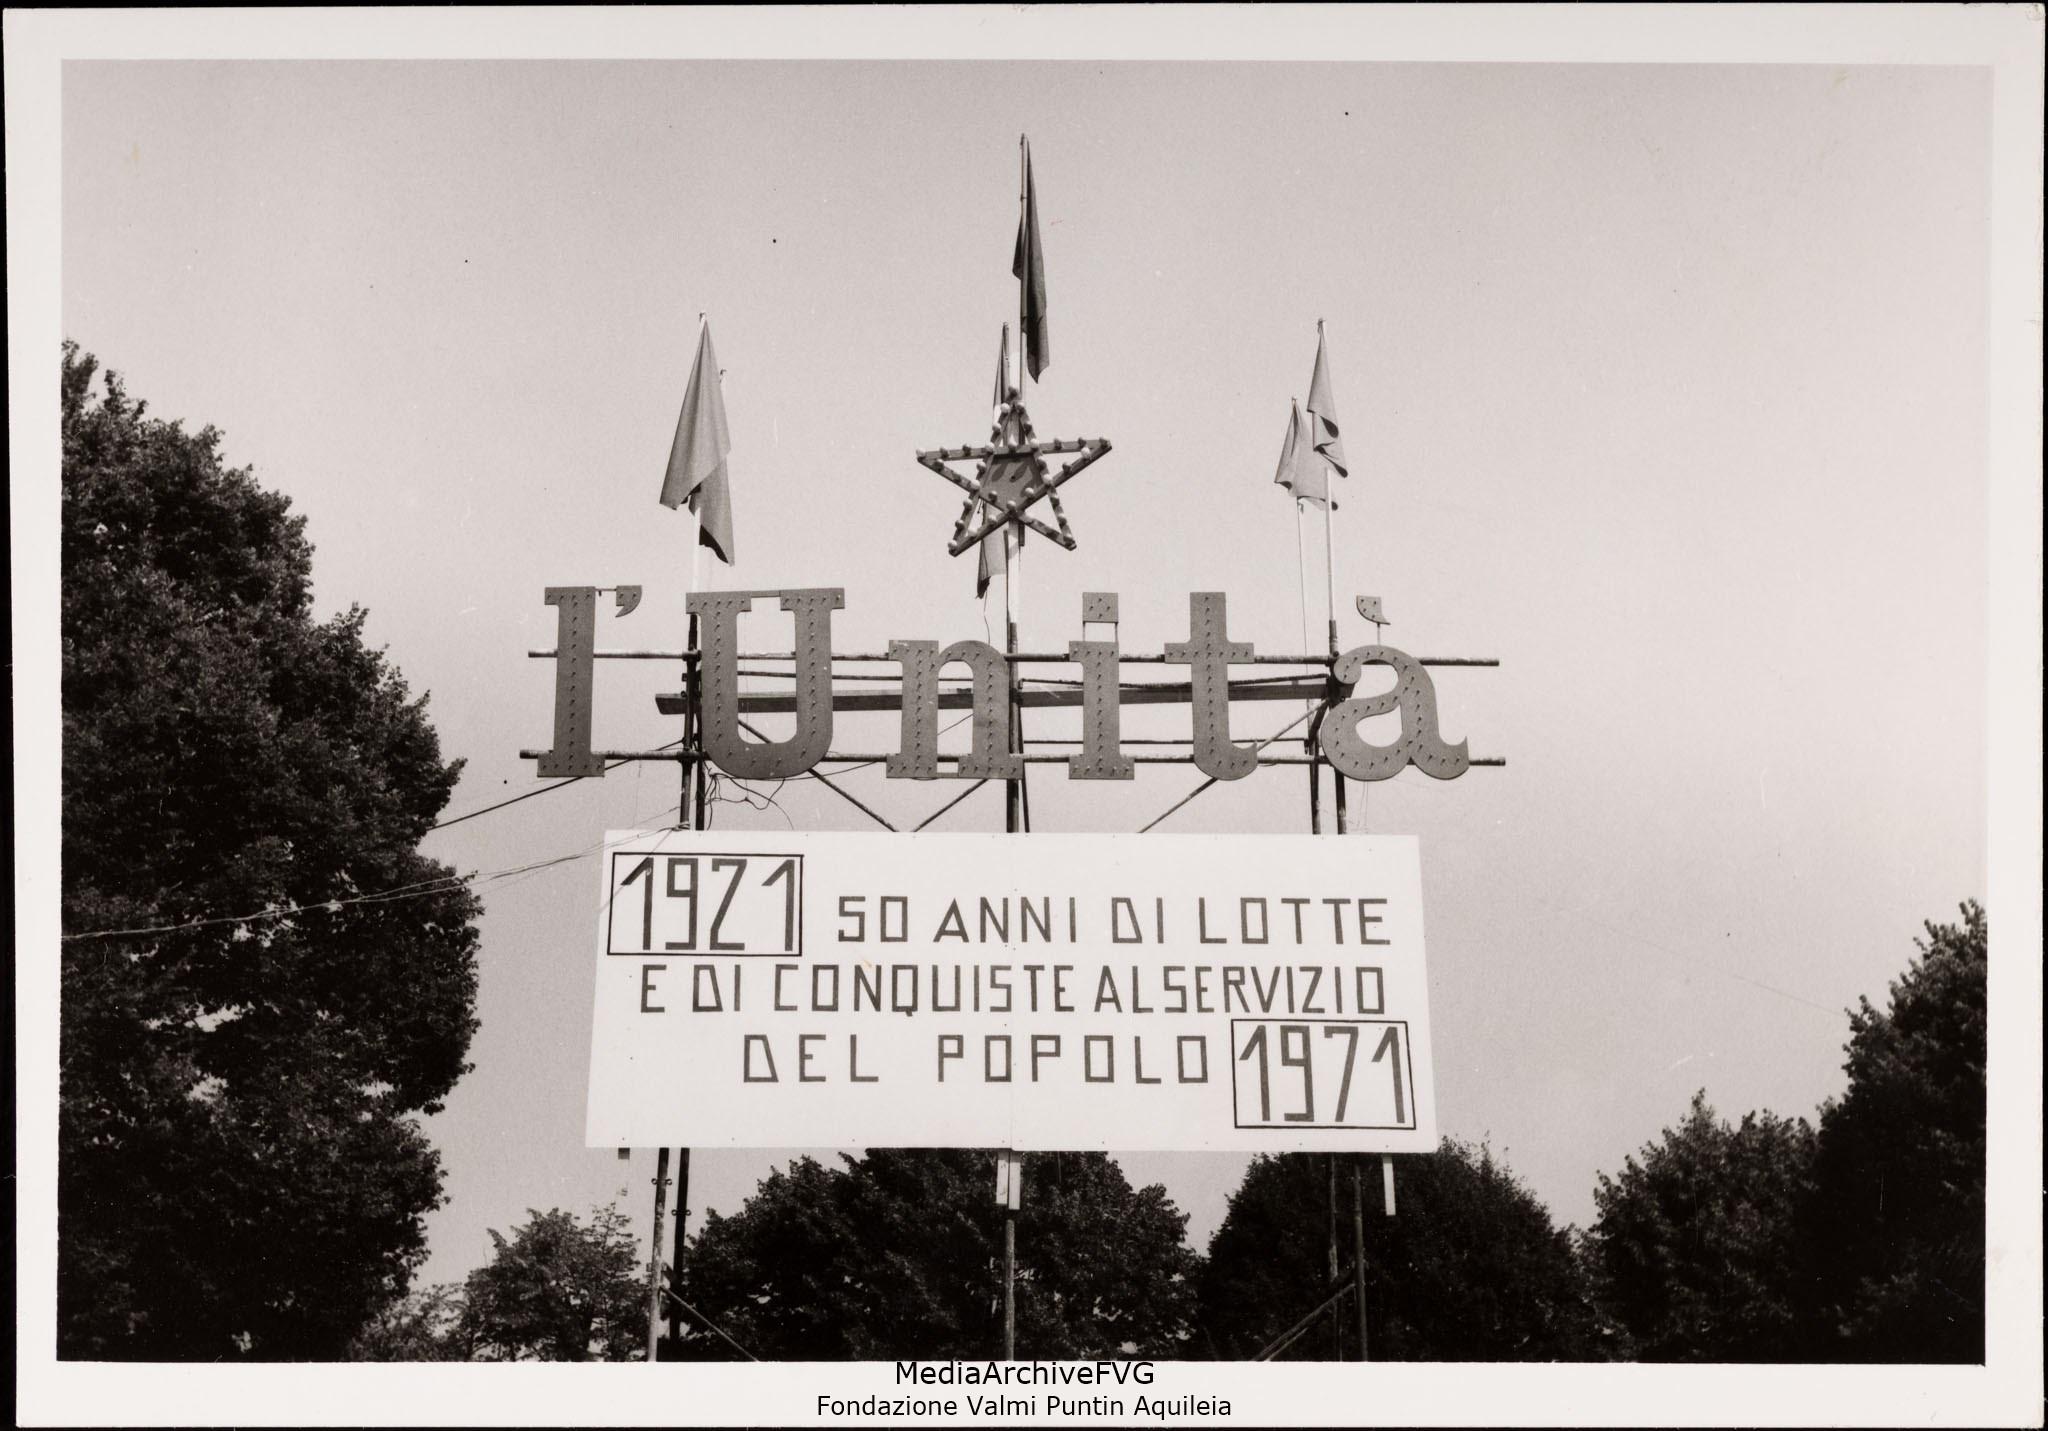 l'Unità
1921 50 ANNI DI LOTTE
E DI CONQUISTE AL SERVIZIO
DEL POPOLO 1971
MediaArchiveFVG
Fondazione Valmi Puntin Aquileia